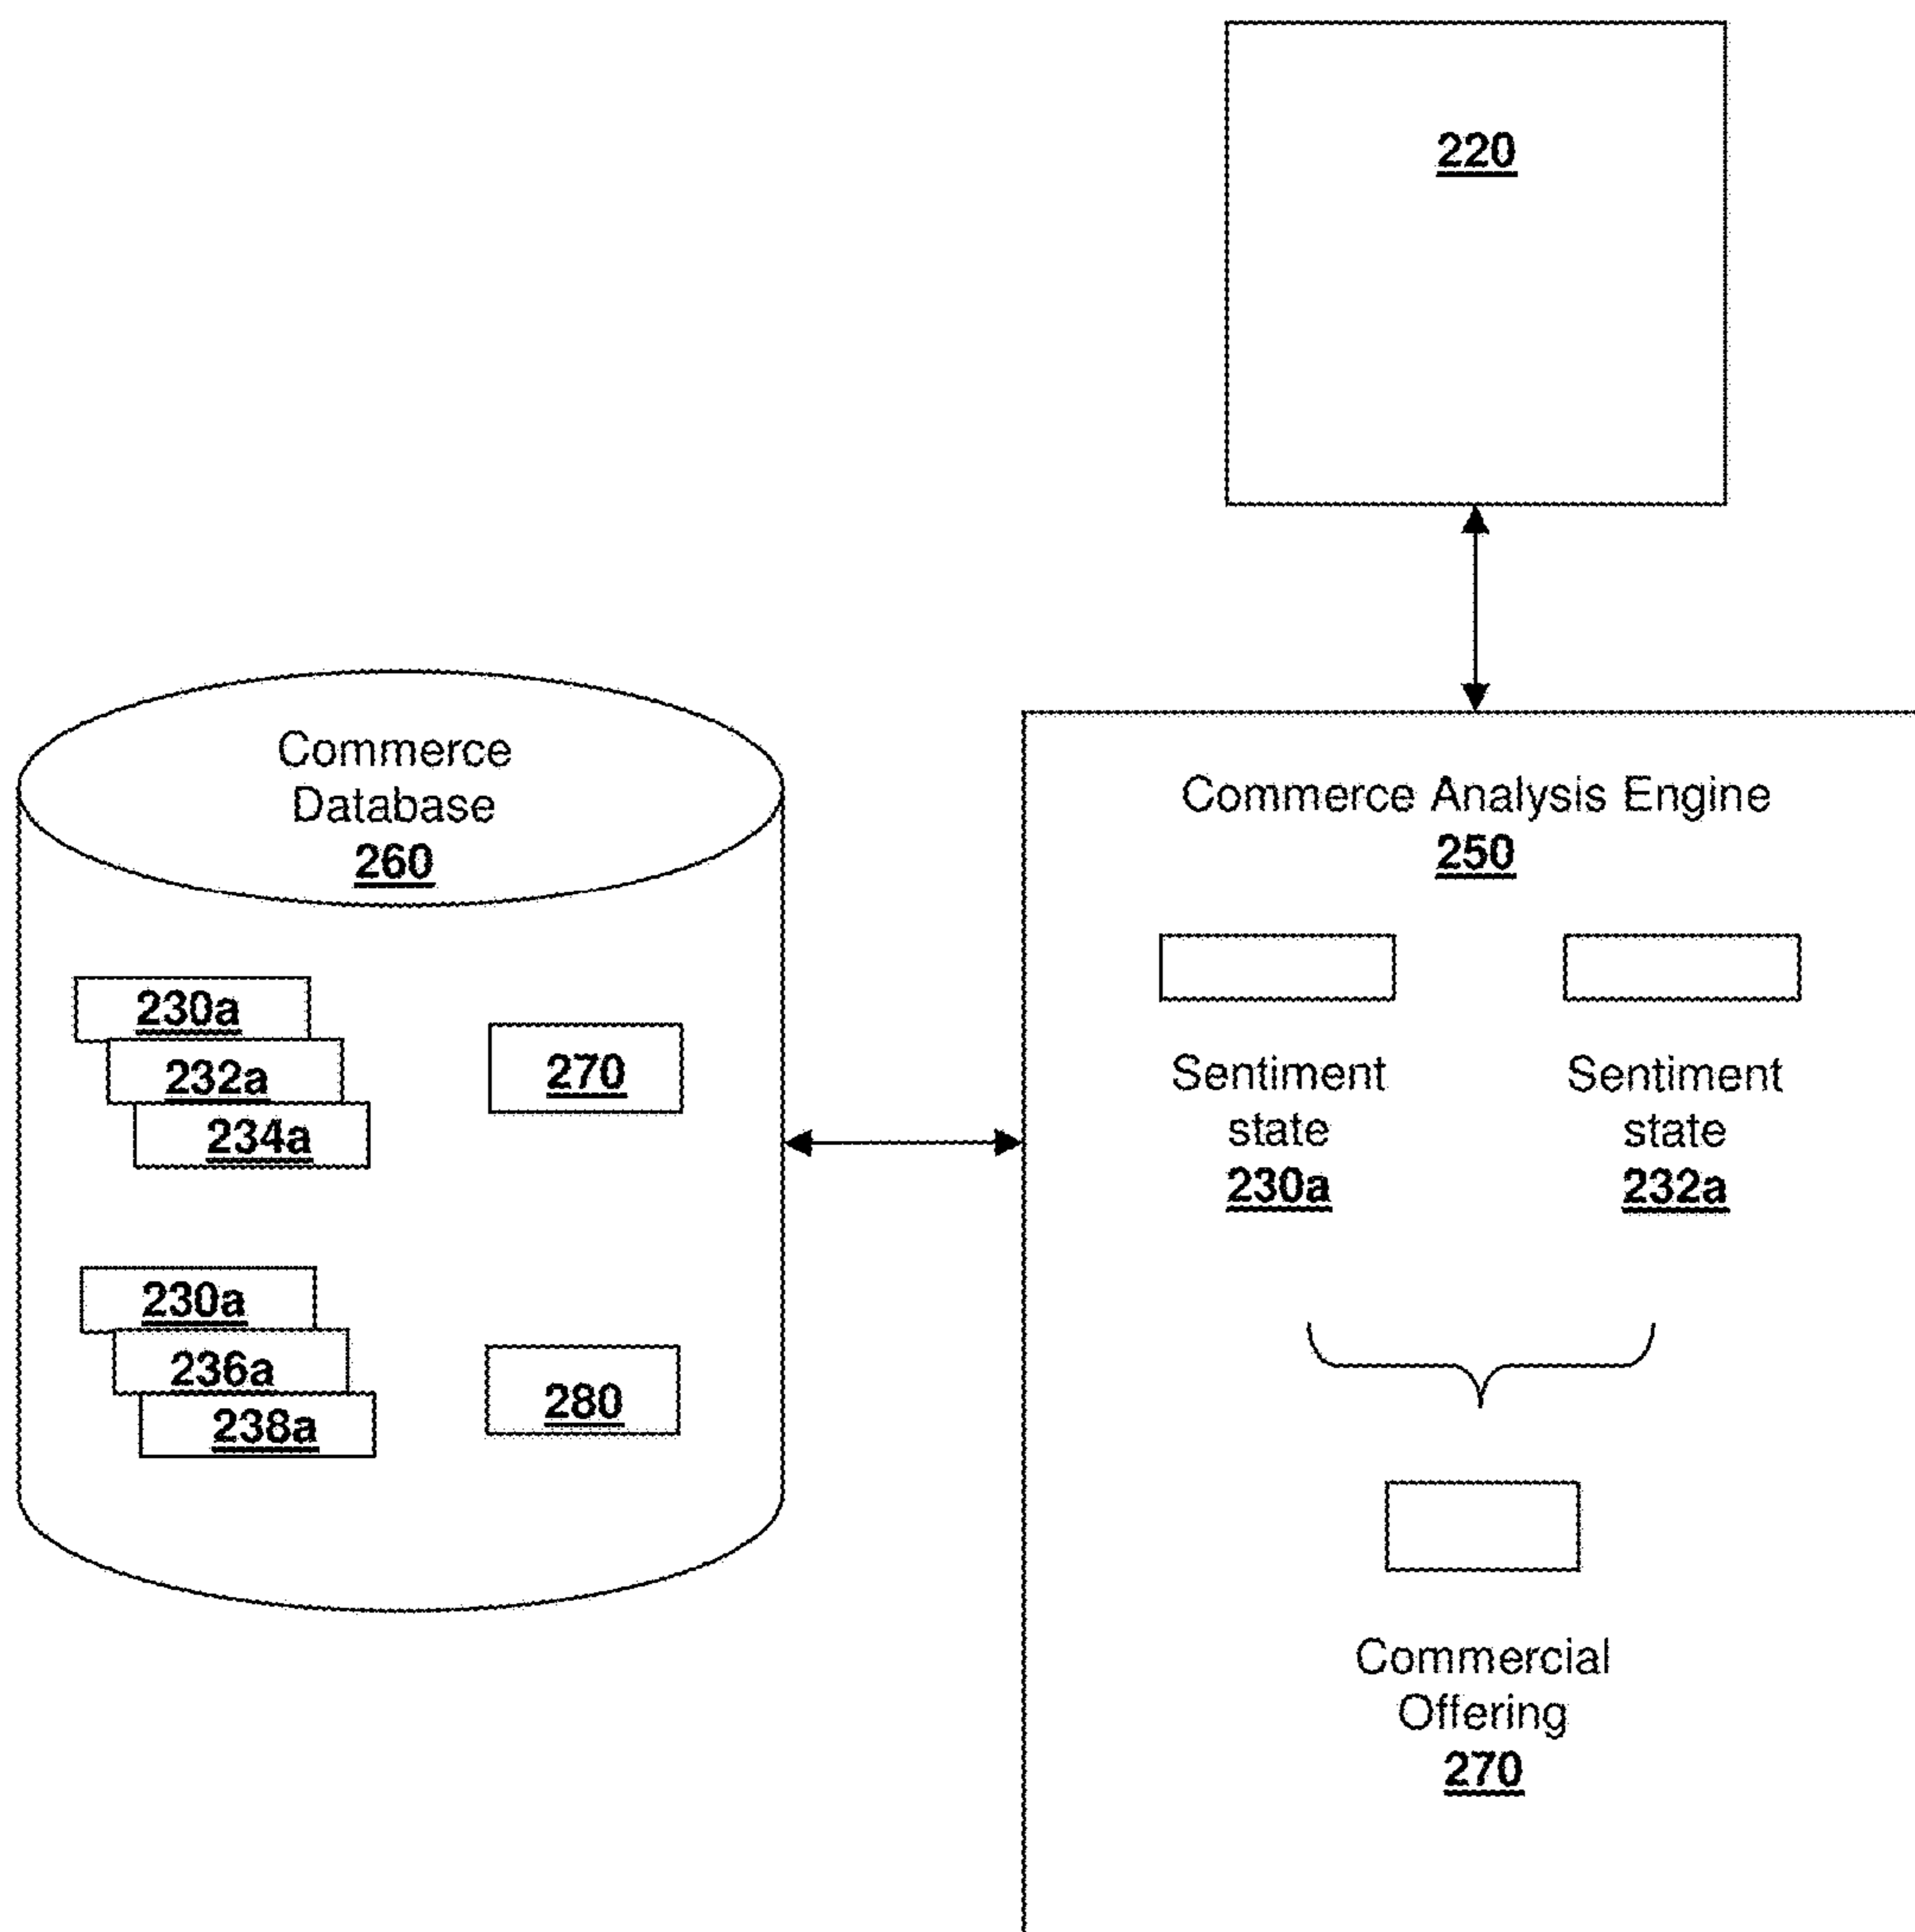 220
Commerce
Database
260
230a
232a
234a
270
230a
236a
238a
280
Commerce Analysis Engine
250
Sentiment
state
230a
Sentiment
state
232a
Commercial
Offering
270